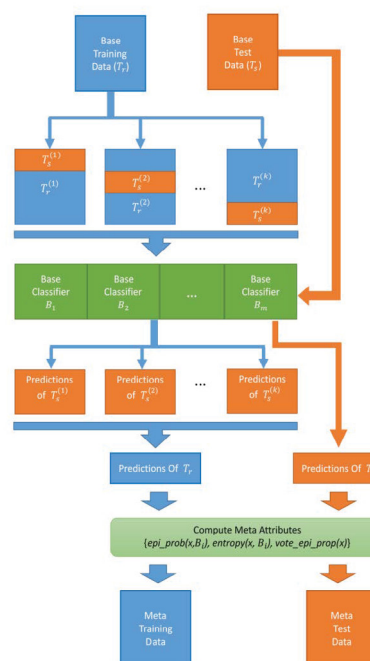 Base
Training
Data (T_r)
Base
Test
Data (T_s)
T_s^(1)
T_r^(1)
T_s^(2)
T_r^(2)
...
T_r^(k)
T_s^(k)
Base
Classifier
B_1
Base
Classifier
B_2
...
Base
Classifier
B_m
Predictions
of T_s^(1)
Predictions
of T_s^(2)
...
Predictions
of T_s^(k)
Predictions Of T_r
Predictions Of T
Compute Meta Attributes
{epi_prob(x,B_i), entropy(x, B_i), vote_epi_prop(x)}
Meta
Training
Data
Meta
Test
Data